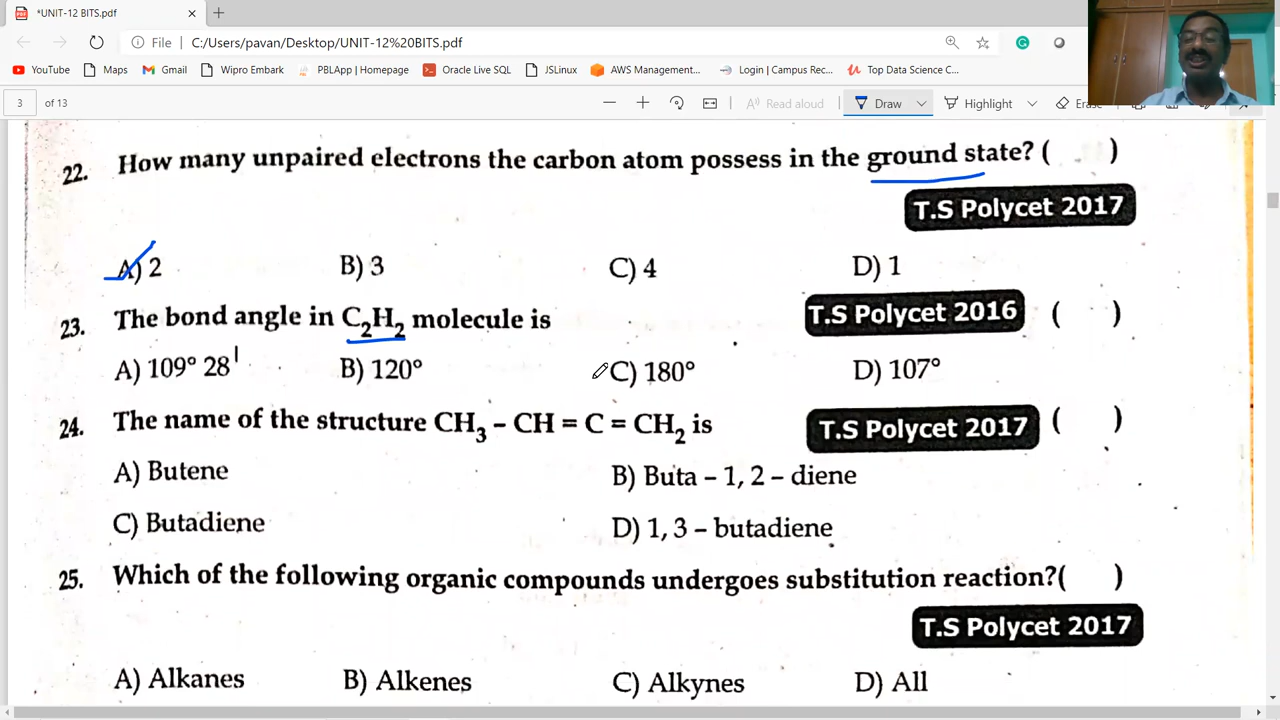 *UNIT-12 BITS.pdf
File C:/Users/pavan/Desktop/UNIT-12%20BITS.pdf
YouTube Maps Gmail Wipro Embark PBLApp | Homepage Oracle Live SQL JSLinux AWS Management... Login | Campus Rec... Top Data Science C...
3 of 13 Read aloud Draw Highlight Erase
22. How many unpaired electrons the carbon atom possess in the ground state? ( )
T.S Polycet 2017
A) 2 B) 3 C) 4 D) 1
23. The bond angle in C₂H₂ molecule is T.S Polycet 2016 ( )
A) 109° 28' B) 120° C) 180° D) 107°
24. The name of the structure CH₃ – CH = C = CH₂ is T.S Polycet 2017 ( )
A) Butene B) Buta – 1, 2 – diene
C) Butadiene D) 1, 3 – butadiene
25. Which of the following organic compounds undergoes substitution reaction?( )
T.S Polycet 2017
A) Alkanes B) Alkenes C) Alkynes D) All